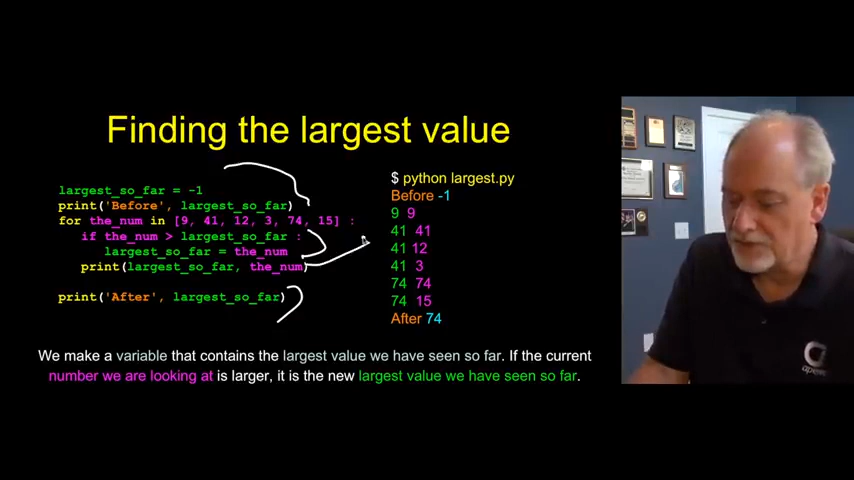 Finding the largest value
largest_so_far = -1
print('Before', largest_so_far)
for the_num in [9, 41, 12, 3, 74, 15] :
if the_num > largest_so_far :
largest_so_far = the_num
print(largest_so_far, the_num)
print('After', largest_so_far)
$ python largest.py
Before -1
9 9
41 41
41 12
41 3
74 74
74 15
After 74
We make a variable that contains the largest value we have seen so far. If the current
number we are looking at is larger, it is the new largest value we have seen so far.